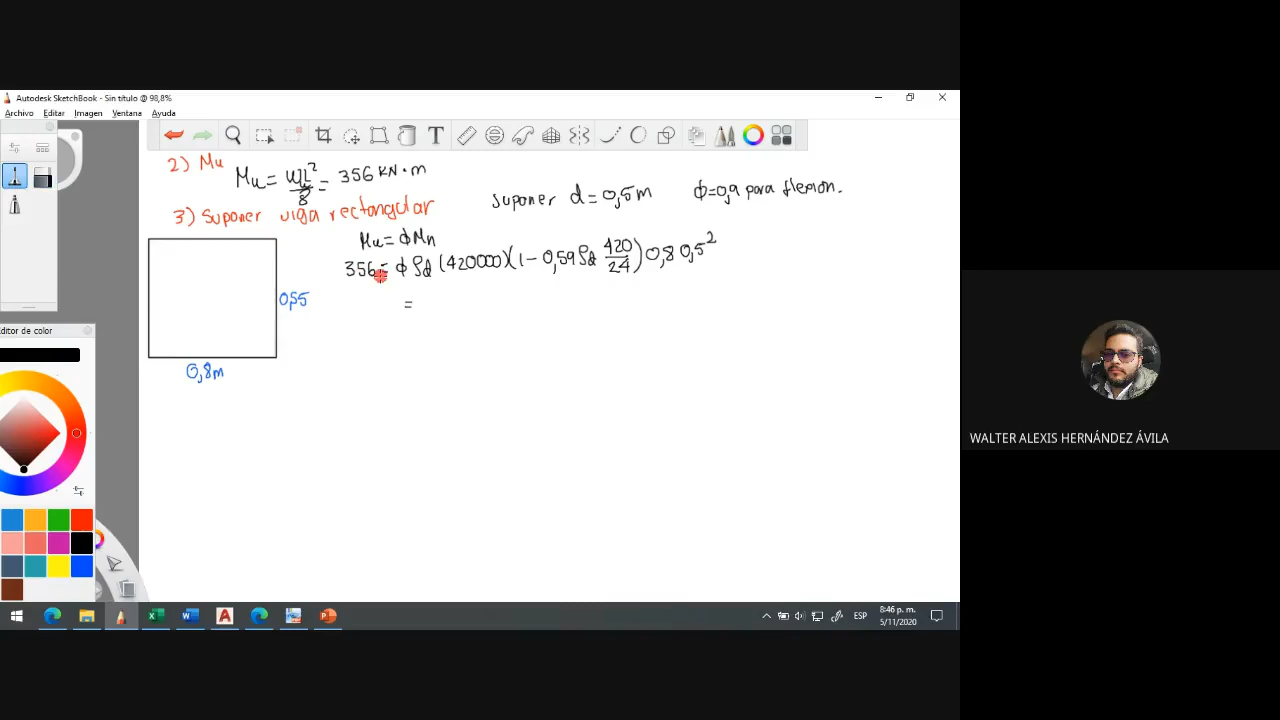 Autodesk SketchBook - Sin título @ 98,8%
Archivo Editar Imagen Ventana Ayuda
2) Mu
Mu = WuL²/8 = 356 KN·m
suponer d = 0,5m φ=0,9 para flexión.
3) Suponer viga rectangular
Mu = φMn
356 = φ ρd (420000)(1 - 0,59 ρd 420/24) 0,8 0,5²
=
0,55
0,8m
Editor de color
WALTER ALEXIS HERNÁNDEZ ÁVILA
ESP
8:46 p. m.
5/11/2020